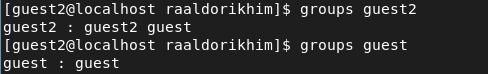 [guest2@localhost raaldorikhim]$ groups guest2
guest2 : guest2 guest
[guest2@localhost raaldorikhim]$ groups guest
guest : guest